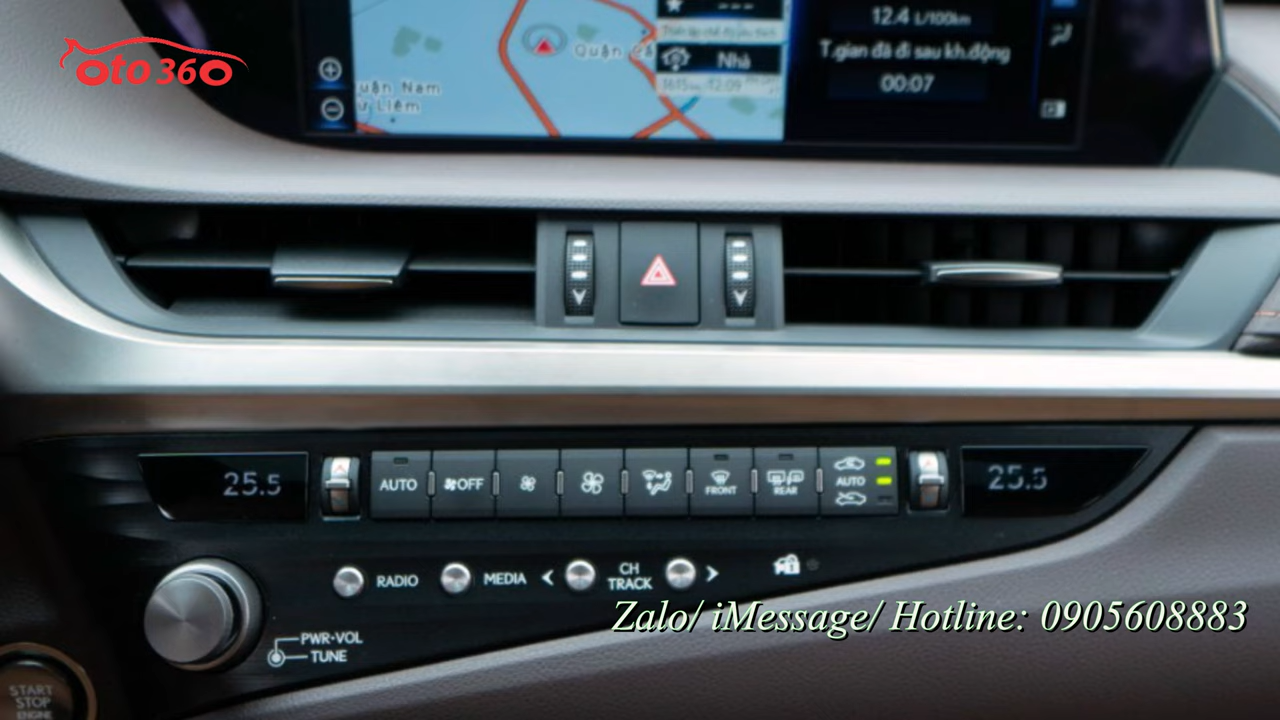 oto360
12.4 L/100km
T.gian đã đi sau kh.động
00:07
Nhà
Quận
uận Nam
ừ Liêm
25.5
AUTO
OFF
FRONT
REAR
AUTO
25.5
RADIO
MEDIA
CH
TRACK
PWR·VOL
TUNE
START
STOP
ENGINE
Zalo/ iMessage/ Hotline: 0905608883